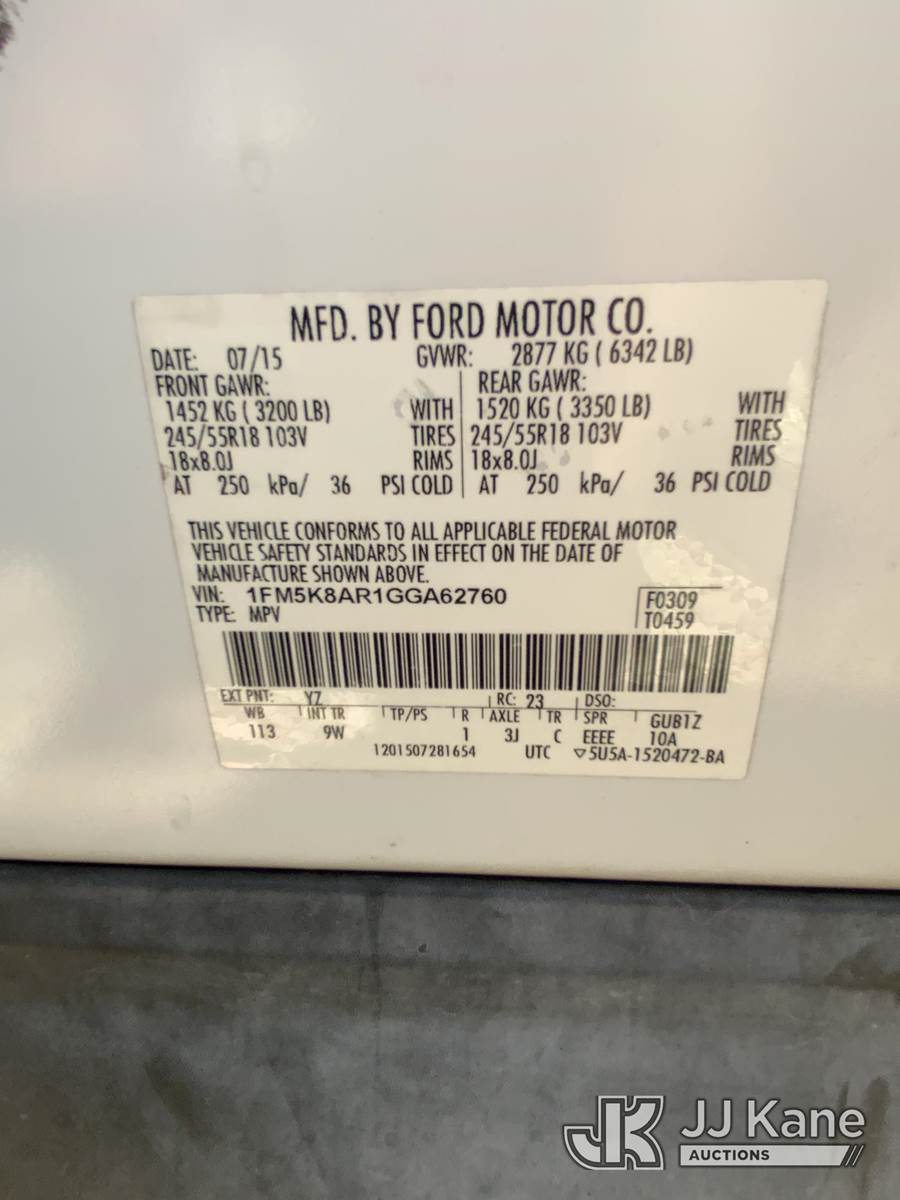 MFD. BY FORD MOTOR CO.
DATE: 07/15 GVWR: 2877 KG ( 6342 LB)
FRONT GAWR: REAR GAWR:
1452 KG ( 3200 LB) WITH 1520 KG ( 3350 LB) WITH
245/55R18 103V TIRES 245/55R18 103V TIRES
18x8.0J RIMS 18x8.0J RIMS
AT 250 kPa/ 36 PSI COLD AT 250 kPa/ 36 PSI COLD
THIS VEHICLE CONFORMS TO ALL APPLICABLE FEDERAL MOTOR
VEHICLE SAFETY STANDARDS IN EFFECT ON THE DATE OF
MANUFACTURE SHOWN ABOVE.
VIN: 1FM5K8AR1GGA62760 F0309
TYPE: MPV T0459
EXT PNT: YZ RC: 23 DSO:
WB INT TR TP/PS R AXLE TR SPR GUB1Z
113 9W 1 3J C EEEE 10A
1201507281654 UTC ▽5U5A-1520472-BA
JK JJ Kane
AUCTIONS